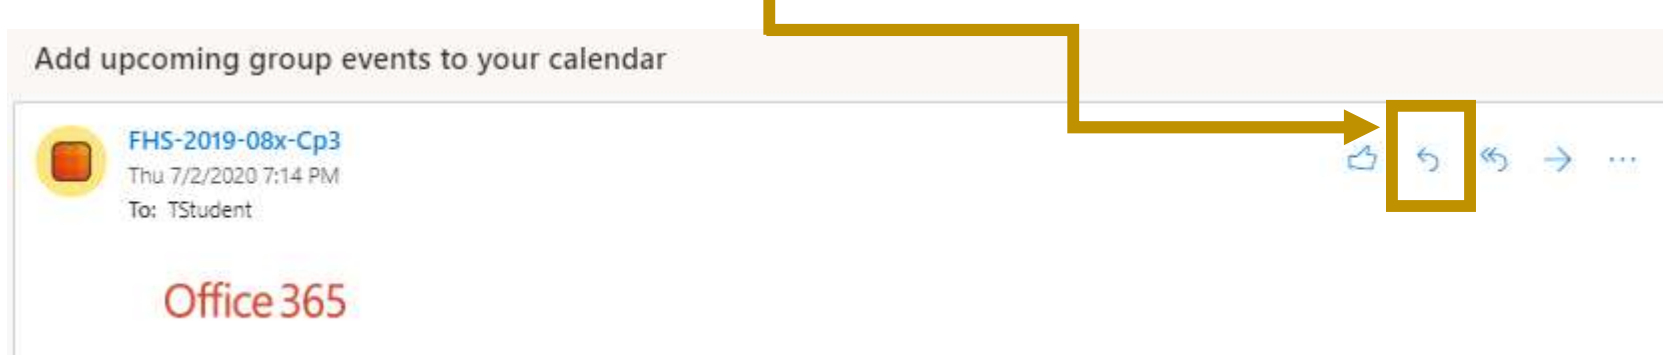 Add upcoming group events to your calendar
FHS-2019-08x-Cp3
Thu 7/2/2020 7:14 PM
To: TStudent
Office 365